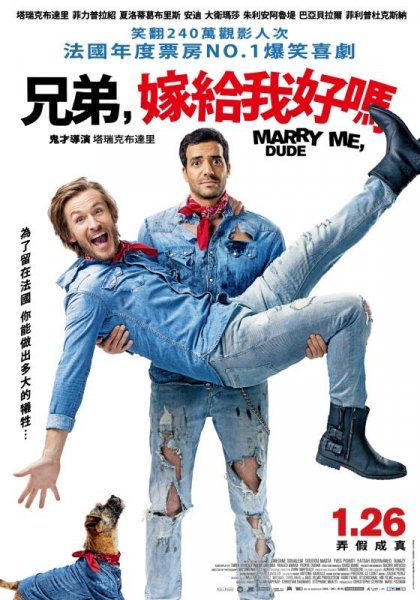 塔瑞克布達里 菲力普拉紹 夏洛蒂葛布里斯 安迪 大衛瑪莎 朱利安阿魯堤 巴亞貝拉爾 菲利普杜克斯納
笑翻240萬觀影人次
法國年度票房NO.1爆笑喜劇
兄弟,嫁給我好嗎
MARRY ME,
DUDE
鬼才導演 塔瑞克布達里
為了留在法國 你能做出多大的犧牲…
1.26
弄假成真